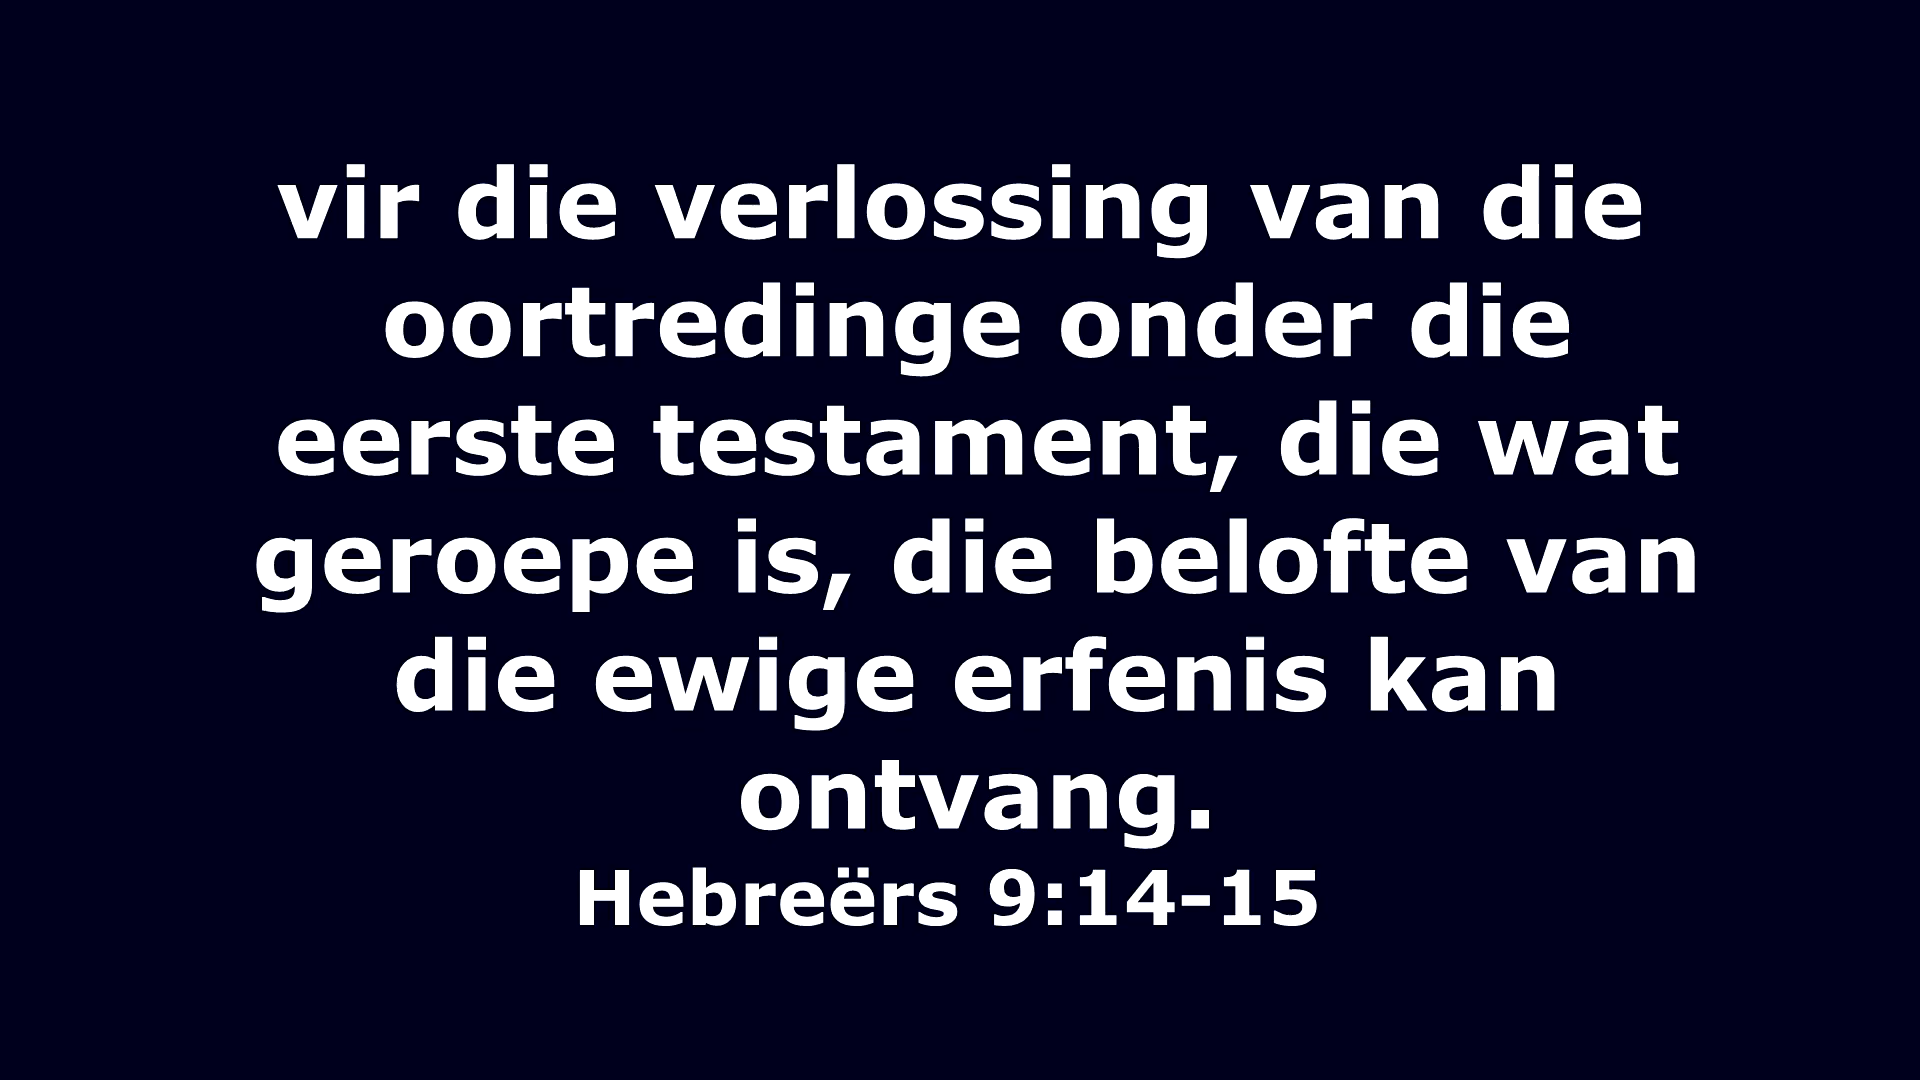 vir die verlossing van die
oortredinge onder die
eerste testament, die wat
geroepe is, die belofte van
die ewige erfenis kan
ontvang.
Hebreërs 9:14-15